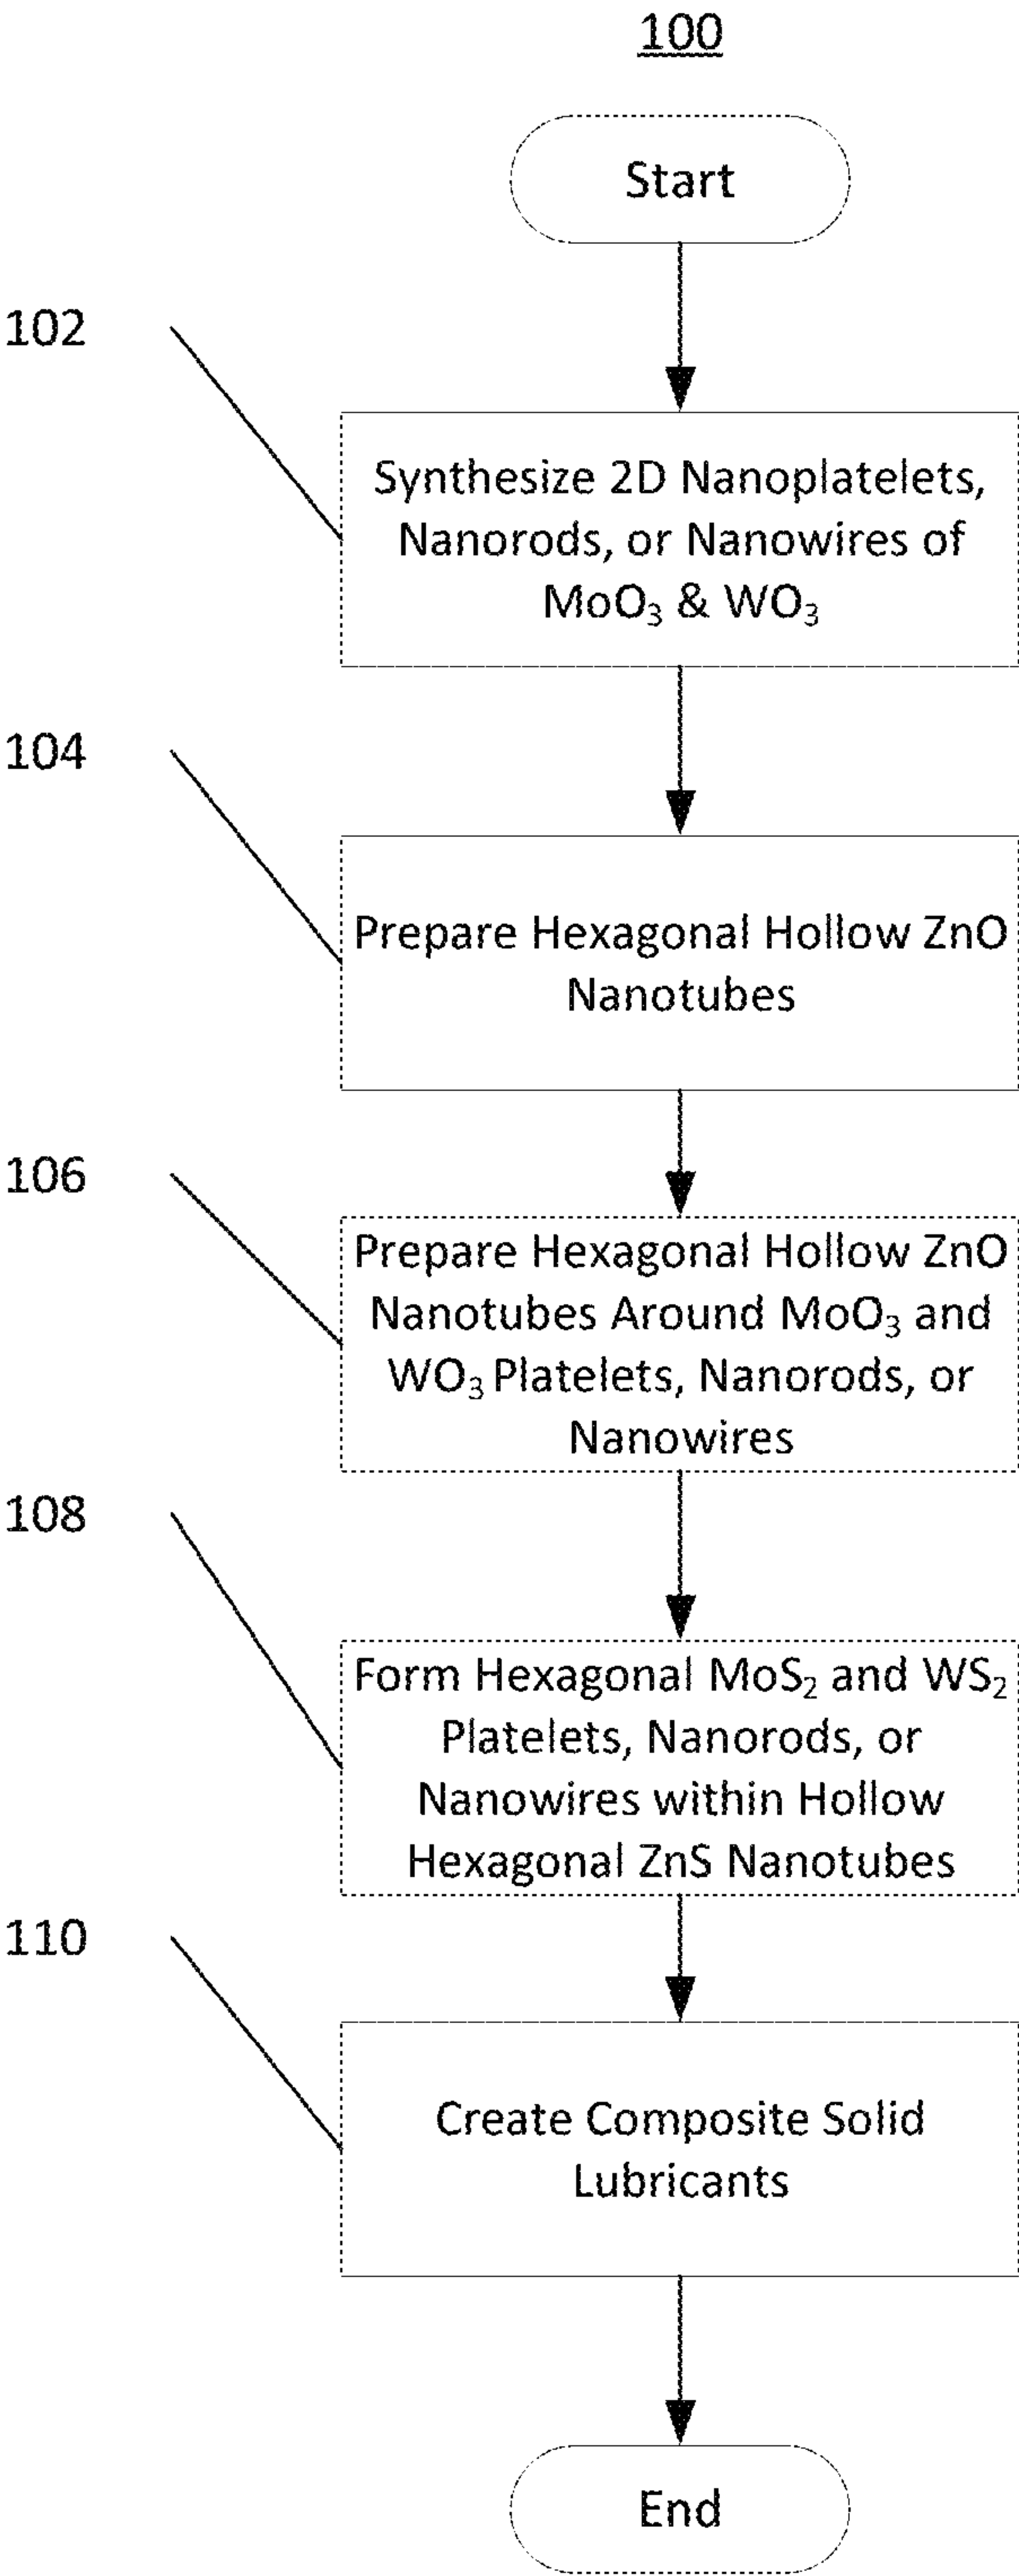 100
Start
102
Synthesize 2D Nanoplatelets,
Nanorods, or Nanowires of
MoO₃ & WO₃
104
Prepare Hexagonal Hollow ZnO
Nanotubes
106
Prepare Hexagonal Hollow ZnO
Nanotubes Around MoO₃ and
WO₃ Platelets, Nanorods, or
Nanowires
108
Form Hexagonal MoS₂ and WS₂
Platelets, Nanorods, or
Nanowires within Hollow
Hexagonal ZnS Nanotubes
110
Create Composite Solid
Lubricants
End